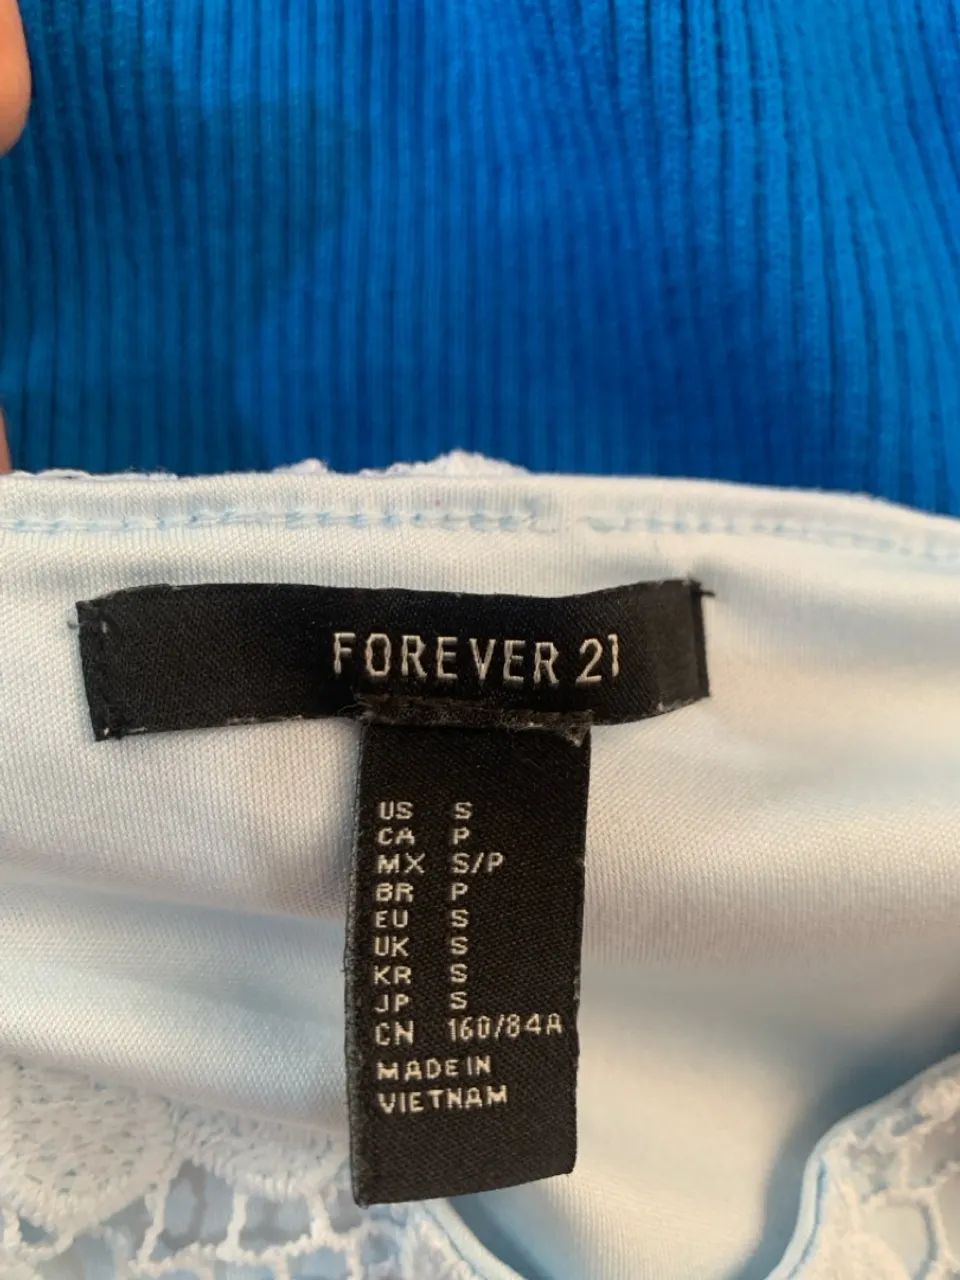 FOREVER 21
US S
CA P
MX S/P
BR P
EU S
UK S
KR S
JP S
CN 160/84A
MADE IN
VIETNAM